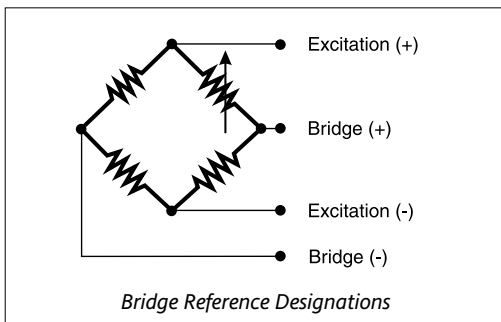 Excitation (+)
Bridge (+)
Excitation (-)
Bridge (-)
Bridge Reference Designations